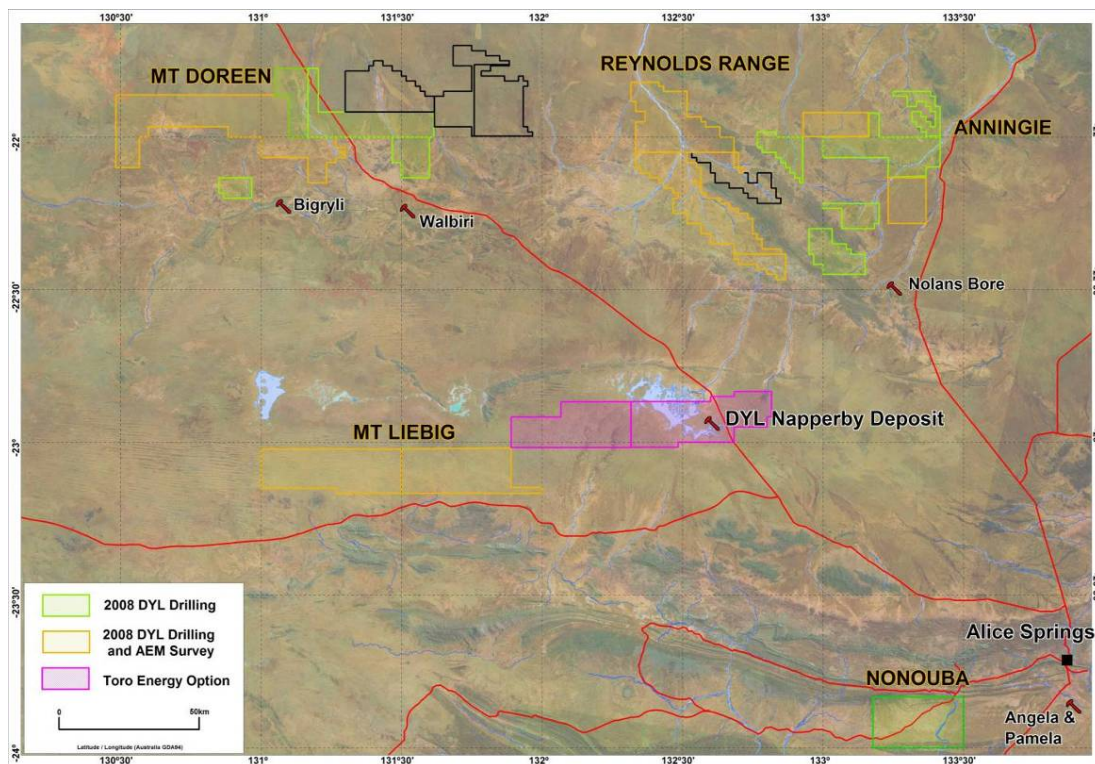 130°30'
131°
131°30'
132°
132°30'
133°
133°30'
MT DOREEN
REYNOLDS RANGE
ANNINGIE
-22°
-22°
Bigryli
Walbiri
Nolans Bore
-22°30'
DYL Napperby Deposit
MT LIEBIG
-23°
-23°
-23°30'
2008 DYL Drilling
2008 DYL Drilling
and AEM Survey
Toro Energy Option
0 50km
Latitude / Longitude (Australia GDA94)
Alice Springs
NONOUBA
Angela &
Pamela
-24°
130°30'
131°
131°30'
132°
132°30'
133°
133°30'